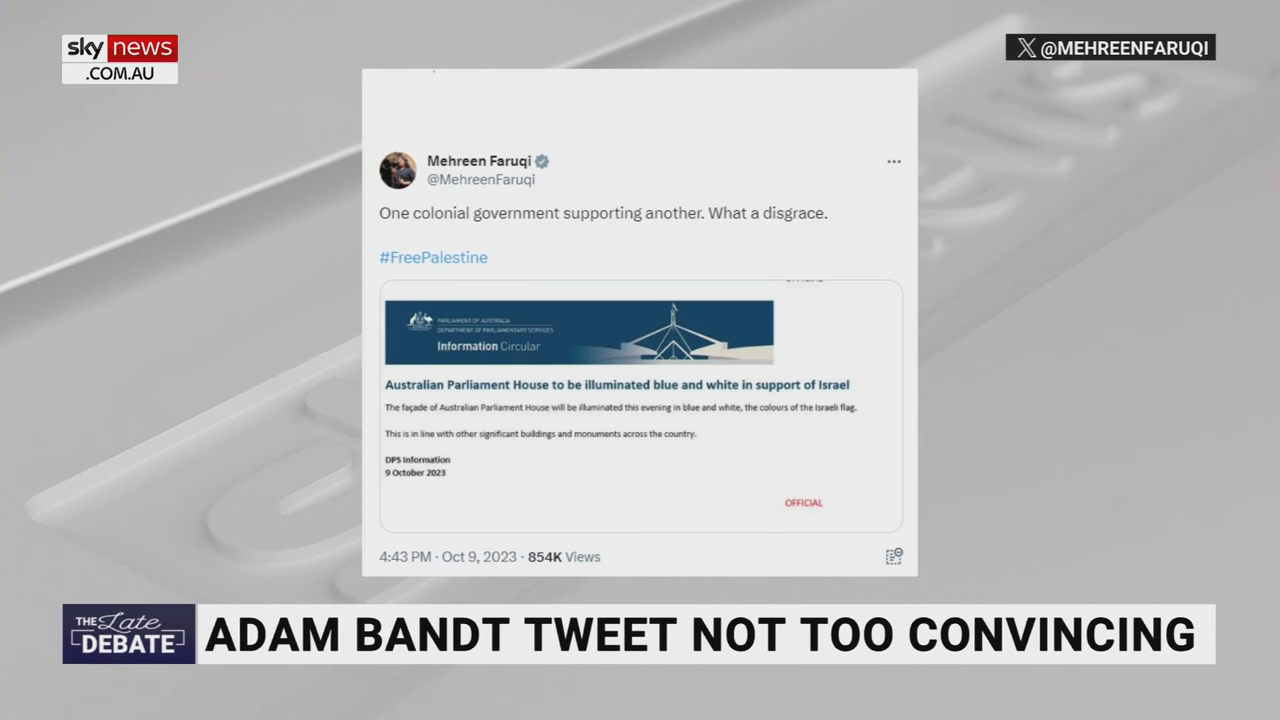 sky news
.COM.AU
X @MEHREENFARUQI
Mehreen Faruqi
@MehreenFaruqi
One colonial government supporting another. What a disgrace.
#FreePalestine
PARLIAMENT OF AUSTRALIA
DEPARTMENT OF PARLIAMENTARY SERVICES
Information Circular
Australian Parliament House to be illuminated blue and white in support of Israel
The façade of Australian Parliament House will be illuminated this evening in blue and white, the colours of the Israeli flag.
This is in line with other significant buildings and monuments across the country.
DPS Information
9 October 2023
OFFICIAL
4:43 PM · Oct 9, 2023 · 854K Views
THE Late
DEBATE
ADAM BANDT TWEET NOT TOO CONVINCING